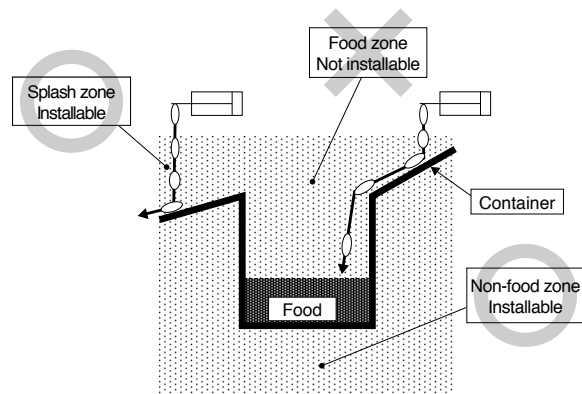 Food zone
Not installable
Splash zone
Installable
Container
Non-food zone
Installable
Food